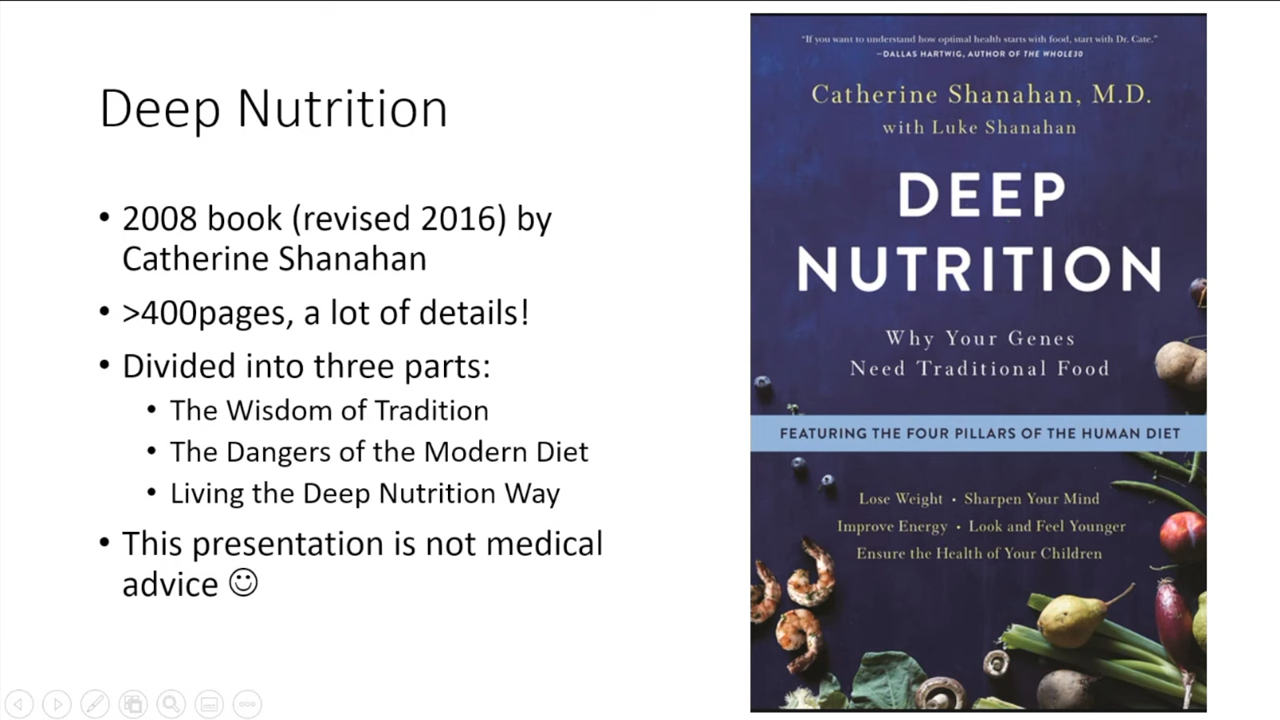 Deep Nutrition
• 2008 book (revised 2016) by
Catherine Shanahan
• >400pages, a lot of details!
• Divided into three parts:
• The Wisdom of Tradition
• The Dangers of the Modern Diet
• Living the Deep Nutrition Way
• This presentation is not medical
advice ☺
“If you want to understand how optimal health starts with food, start with Dr. Cate.”
—DALLAS HARTWIG, AUTHOR OF THE WHOLE30
Catherine Shanahan, M.D.
with Luke Shanahan
DEEP
NUTRITION
Why Your Genes
Need Traditional Food
FEATURING THE FOUR PILLARS OF THE HUMAN DIET
Lose Weight • Sharpen Your Mind
Improve Energy • Look and Feel Younger
Ensure the Health of Your Children